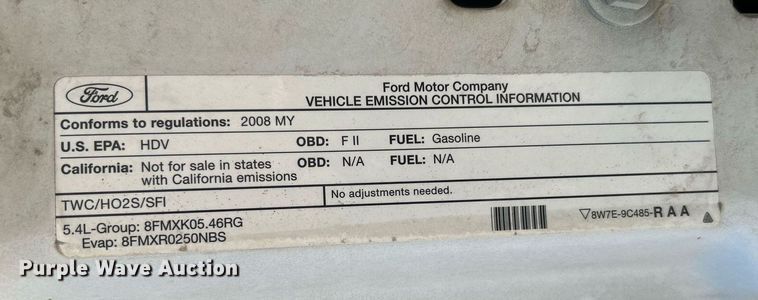 Ford
Ford Motor Company
VEHICLE EMISSION CONTROL INFORMATION
Conforms to regulations: 2008 MY
U.S. EPA: HDV OBD: F II FUEL: Gasoline
California: Not for sale in states OBD: N/A FUEL: N/A
with California emissions
TWC/HO2S/SFI No adjustments needed.
5.4L-Group: 8FMXK05.46RG
Evap: 8FMXR0250NBS
8W7E-9C485-RAA
Purple Wave Auction